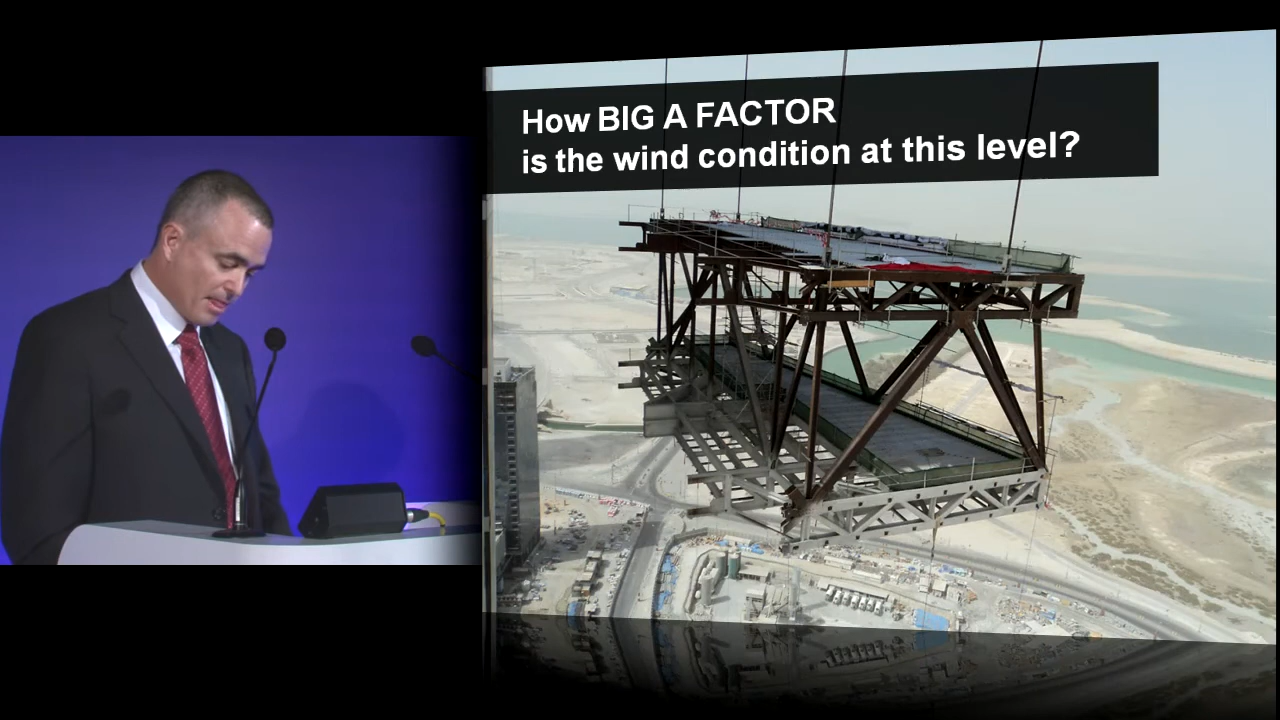 How BIG A FACTOR
is the wind condition at this level?